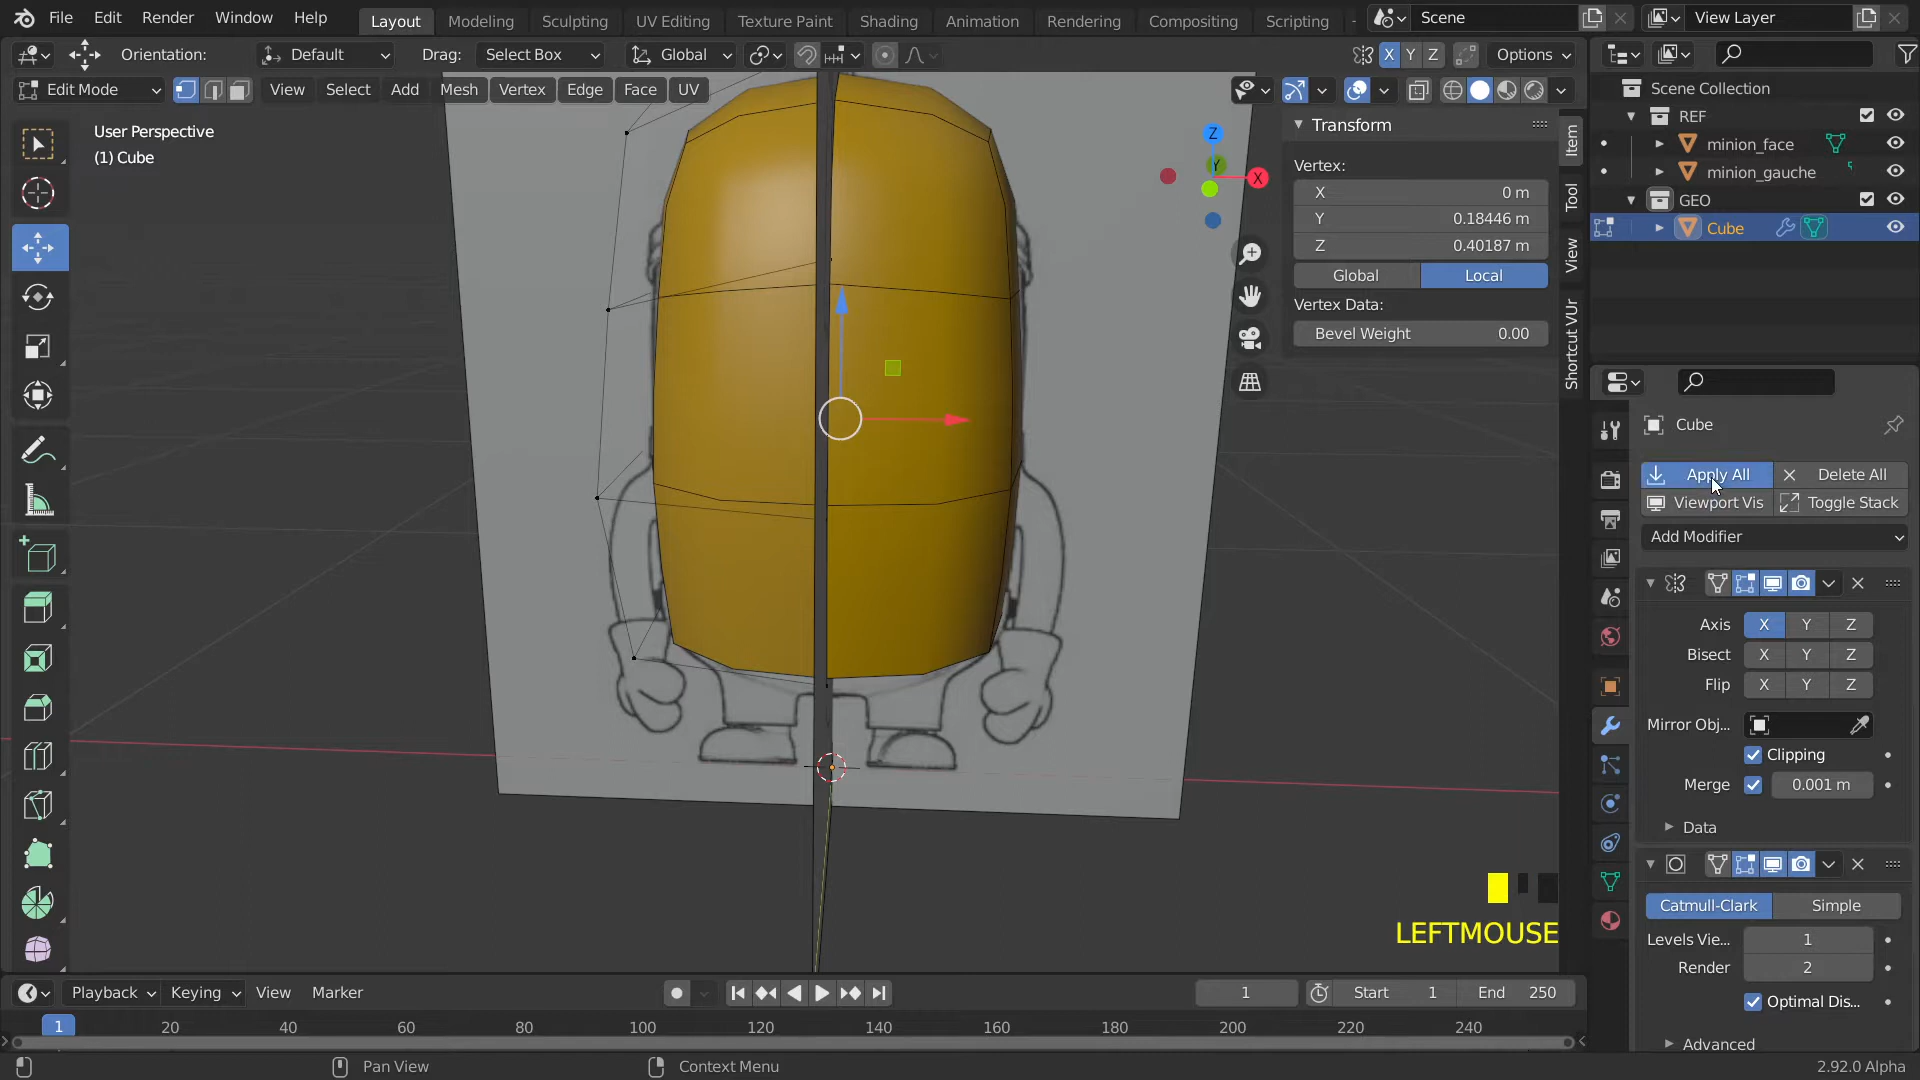 File Edit Render Window Help Layout Modeling Sculpting UV Editing Texture Paint Shading Animation Rendering Compositing Scripting Scene View Layer
Orientation: Default Drag: Select Box Global X Y Z Options
Edit Mode View Select Add Mesh Vertex Edge Face UV
User Perspective
(1) Cube
Z
Y
X
Transform
Vertex:
X 0 m
Y 0.18446 m
Z 0.40187 m
Global Local
Vertex Data:
Bevel Weight 0.00
Item
Tool
View
Shortcut VUr
Scene Collection
REF
minion_face
minion_gauche
GEO
Cube
Cube
Apply All Delete All
Viewport Vis Toggle Stack
Add Modifier
Axis X Y Z
Bisect X Y Z
Flip X Y Z
Mirror Obj...
Clipping
Merge 0.001 m
Data
Catmull-Clark Simple
Levels Vie... 1
Render 2
Optimal Dis...
Advanced
LEFTMOUSE
Playback Keying View Marker 1 Start 1 End 250
1 20 40 60 80 100 120 140 160 180 200 220 240
Pan View Context Menu 2.92.0 Alpha